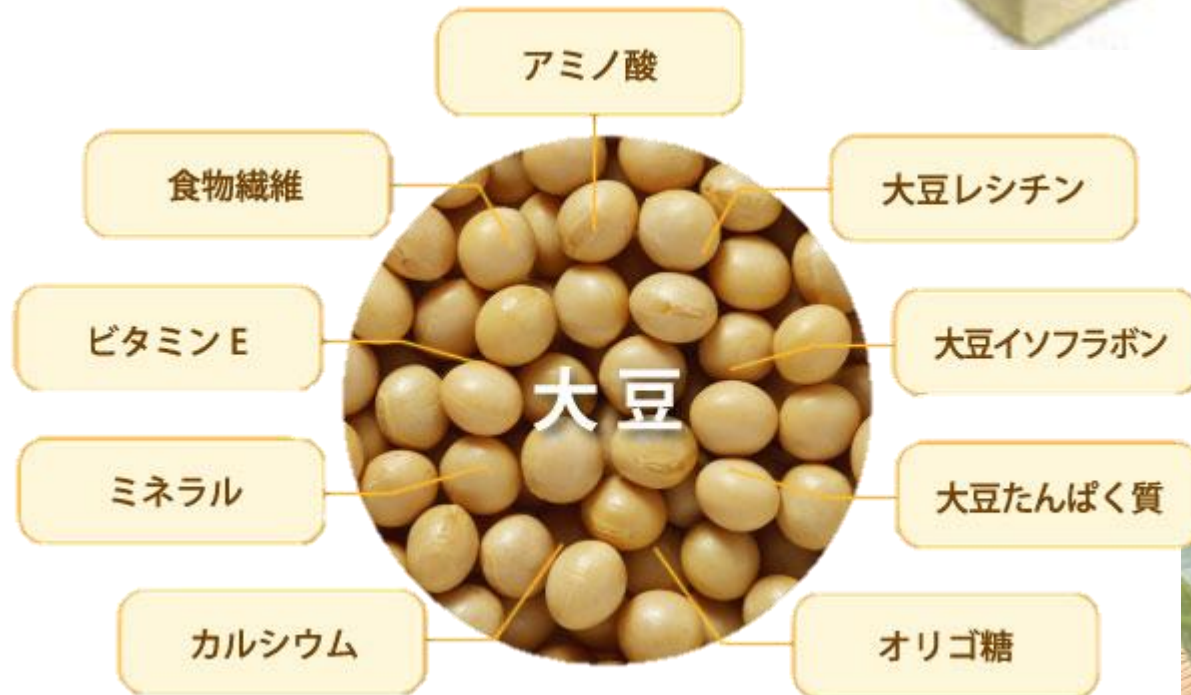 アミノ酸
食物繊維
大豆レシチン
ビタミン E
大豆イソフラボン
大豆
ミネラル
大豆たんぱく質
カルシウム
オリゴ糖